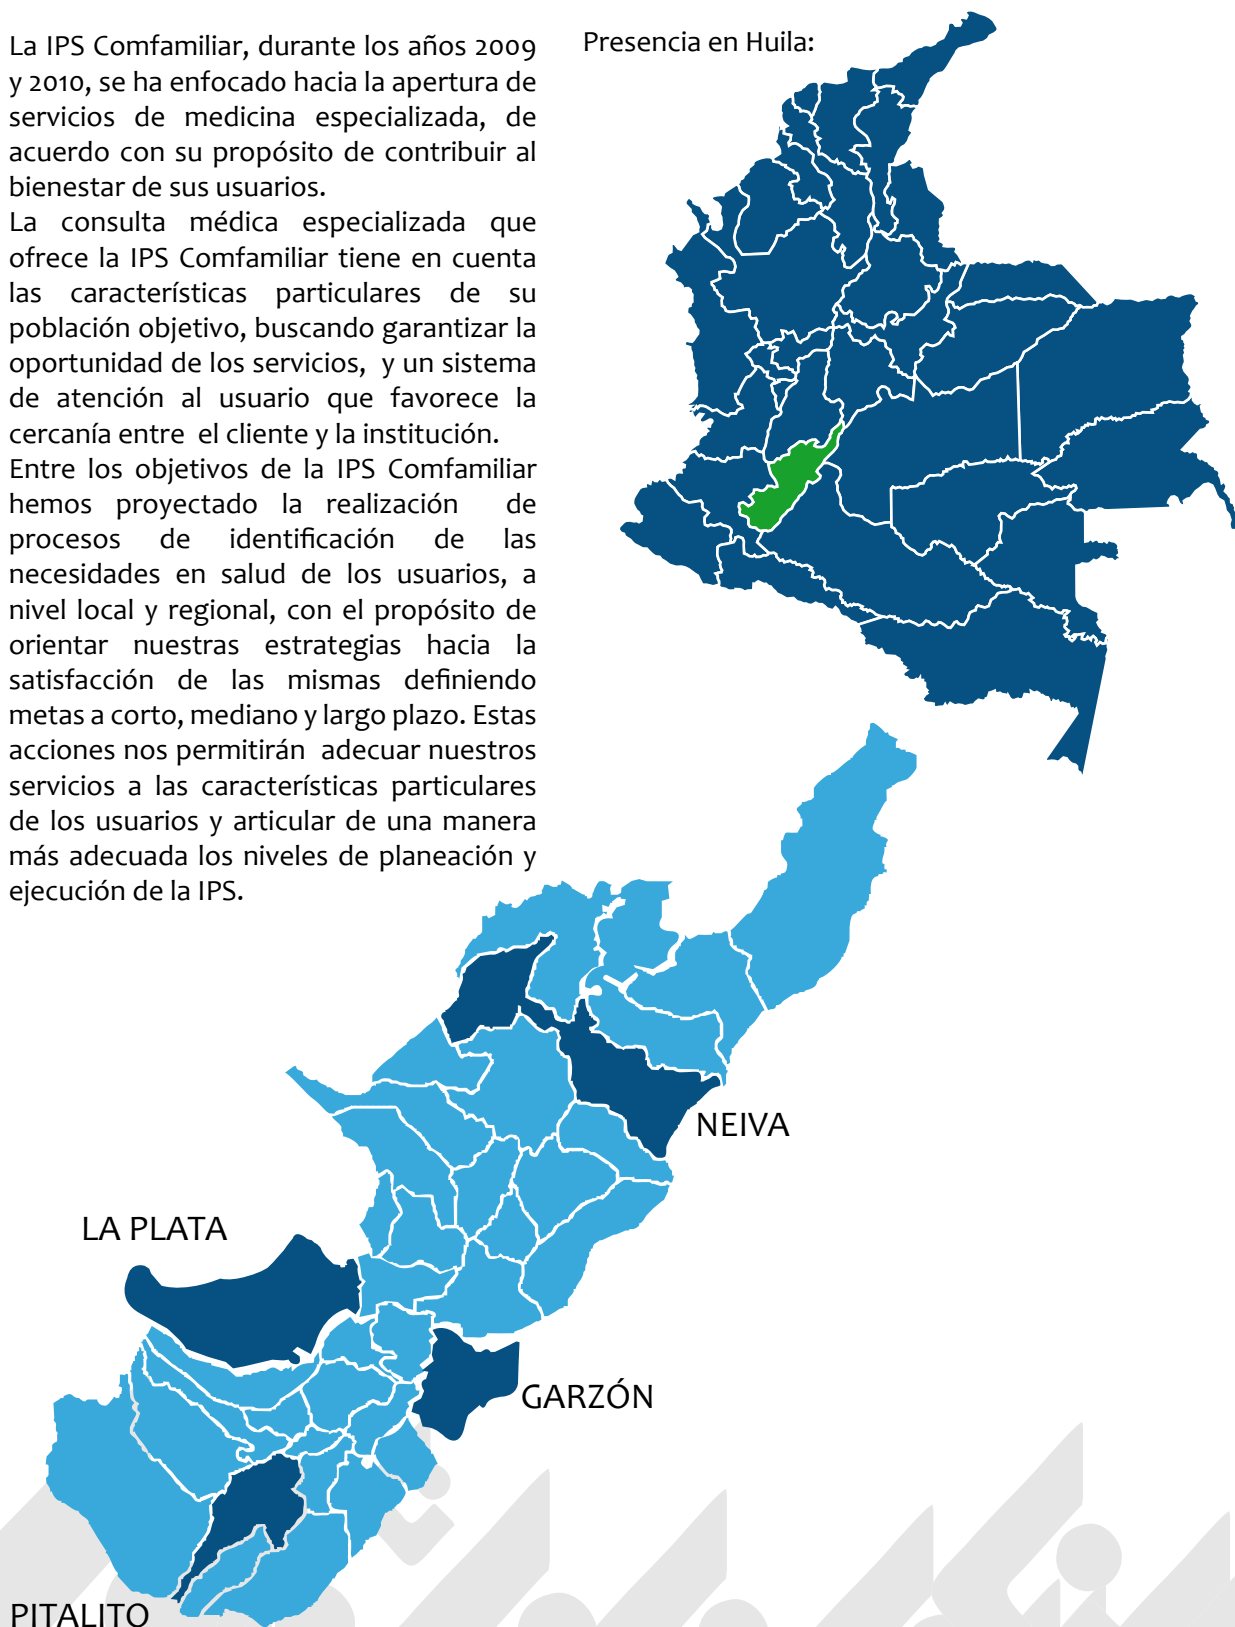 La IPS Comfamiliar, durante los años 2009
y 2010, se ha enfocado hacia la apertura de
servicios de medicina especializada, de
acuerdo con su propósito de contribuir al
bienestar de sus usuarios.
La consulta médica especializada que
ofrece la IPS Comfamiliar tiene en cuenta
las características particulares de su
población objetivo, buscando garantizar la
oportunidad de los servicios, y un sistema
de atención al usuario que favorece la
cercanía entre el cliente y la institución.
Entre los objetivos de la IPS Comfamiliar
hemos proyectado la realización de
procesos de identificación de las
necesidades en salud de los usuarios, a
nivel local y regional, con el propósito de
orientar nuestras estrategias hacia la
satisfacción de las mismas definiendo
metas a corto, mediano y largo plazo. Estas
acciones nos permitirán adecuar nuestros
servicios a las características particulares
de los usuarios y articular de una manera
más adecuada los niveles de planeación y
ejecución de la IPS.
Presencia en Huila:
NEIVA
LA PLATA
GARZÓN
PITALITO